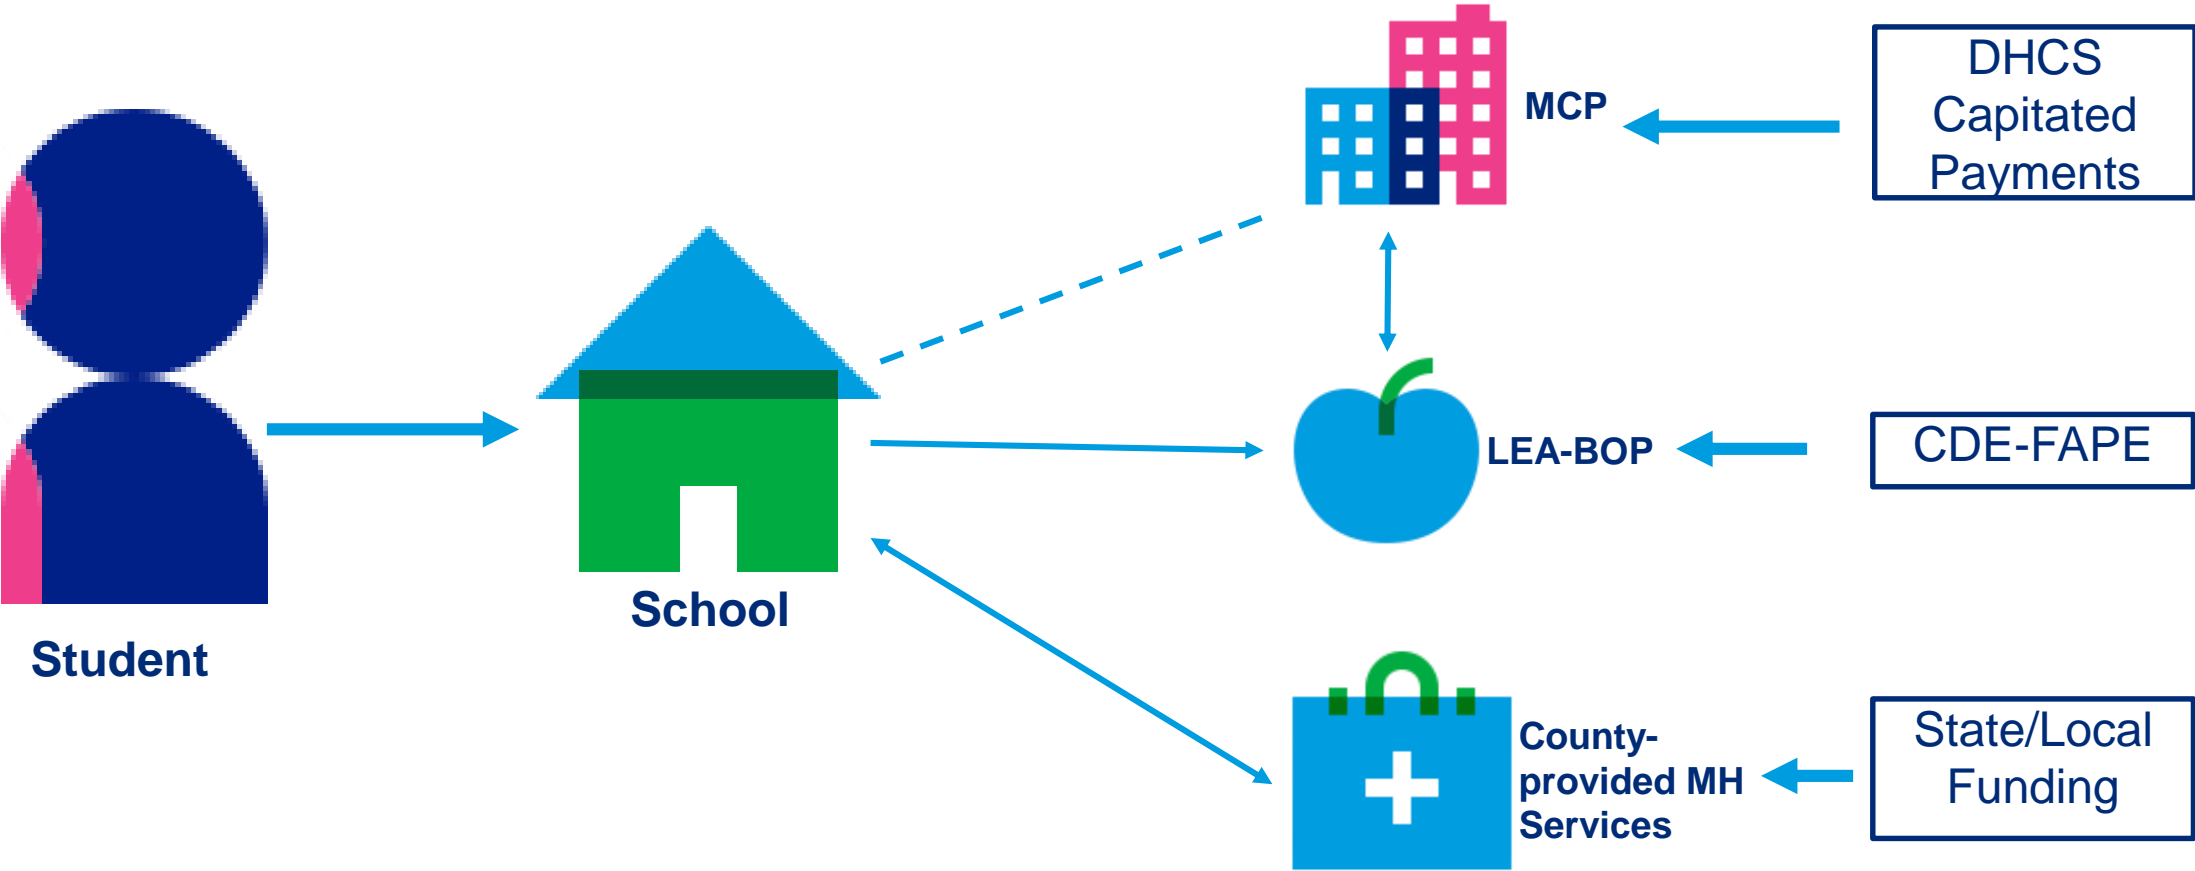 Student
School
MCP
DHCS
Capitated
Payments
LEA-BOP
CDE-FAPE
County-
provided MH
Services
State/Local
Funding